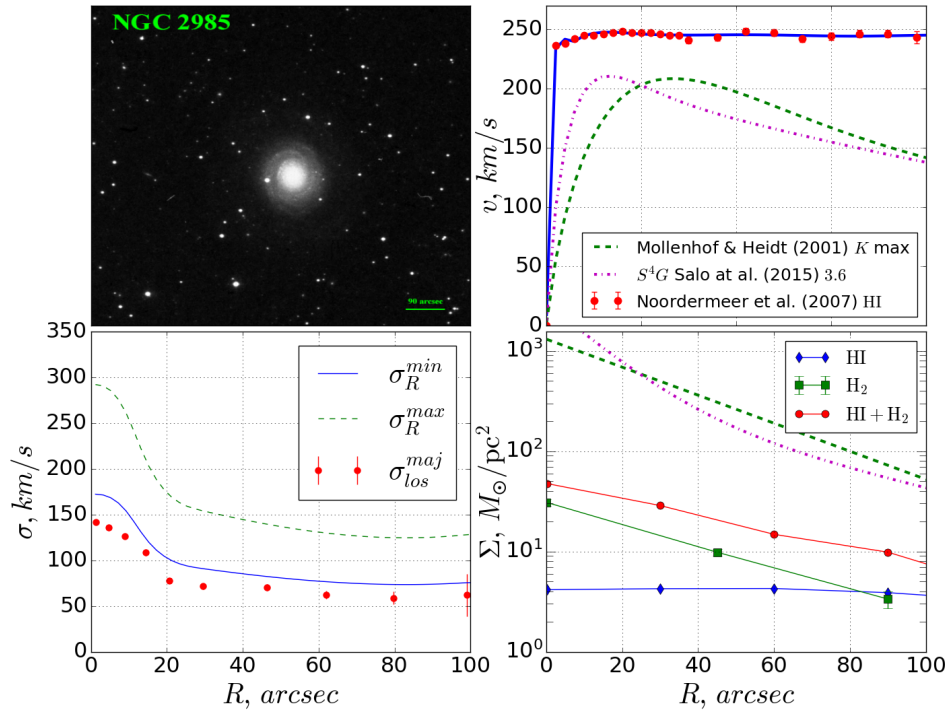 NGC 2985
90 arcsec
250
200
150
100
50
0
v, km/s
Mollenhof & Heidt (2001) K max
S⁴G Salo at al. (2015) 3.6
Noordermeer et al. (2007) HI
350
300
250
200
150
100
50
0
σ, km/s
σ_R^min
σ_R^max
σ_los^maj
0 20 40 60 80 100
R, arcsec
10³
10²
10¹
10⁰
Σ, M⊙/pc²
HI
H₂
HI + H₂
0 20 40 60 80 100
R, arcsec